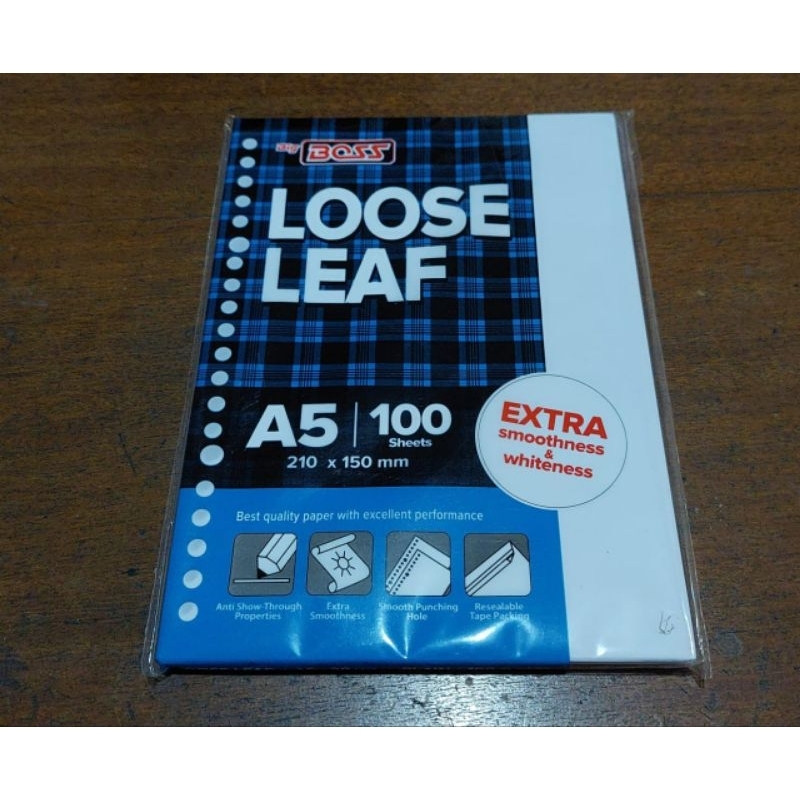 Big BOSS
LOOSE
LEAF
A5 | 100
Sheets
210 x 150 mm
EXTRA
smoothness
&
whiteness
Best quality paper with excellent performance
Anti Show-Through
Properties
Extra
Smoothness
Smooth Punching
Hole
Resealable
Tape Packing